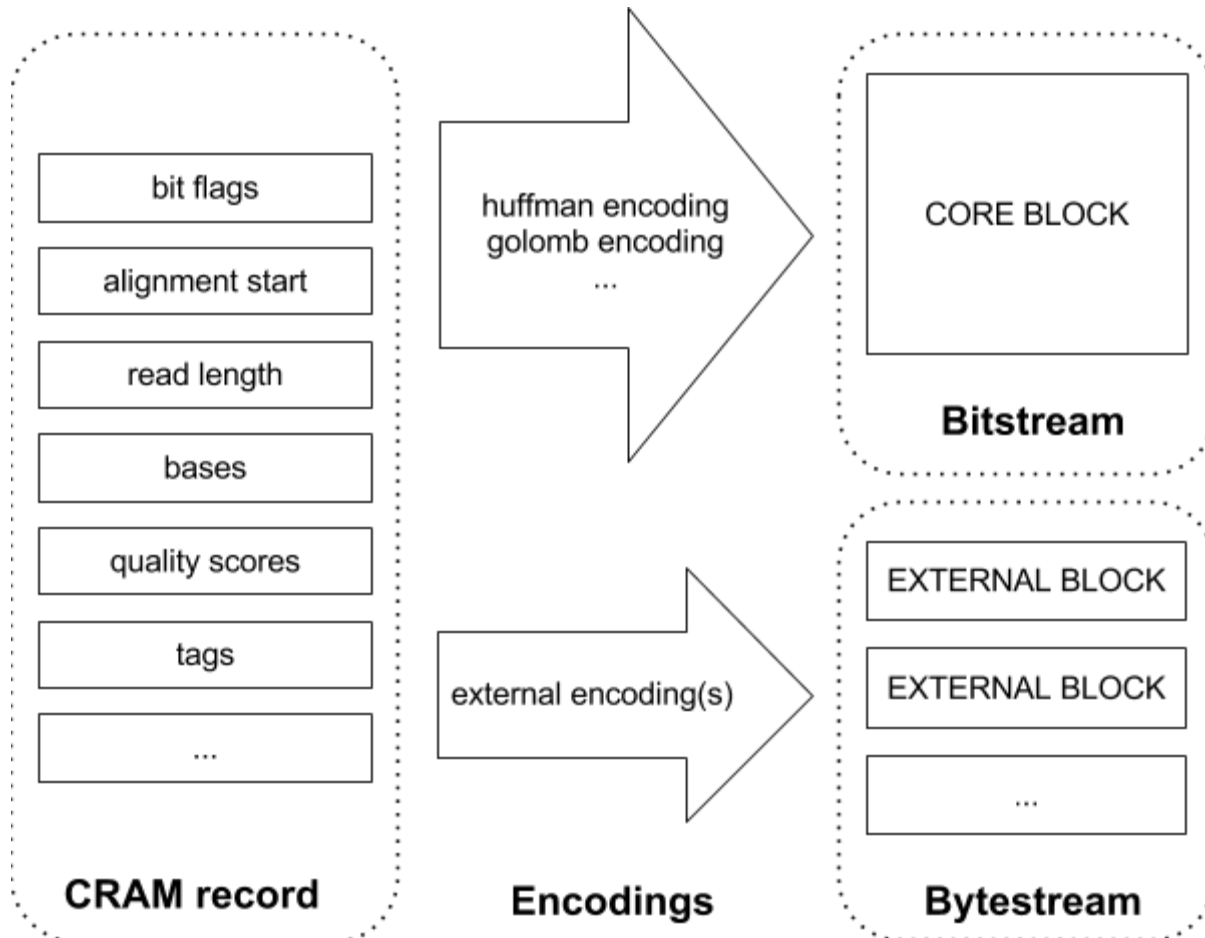 bit flags
alignment start
read length
bases
quality scores
tags
...
CRAM record
huffman encoding
golomb encoding
...
external encoding(s)
Encodings
CORE BLOCK
Bitstream
EXTERNAL BLOCK
EXTERNAL BLOCK
...
Bytestream